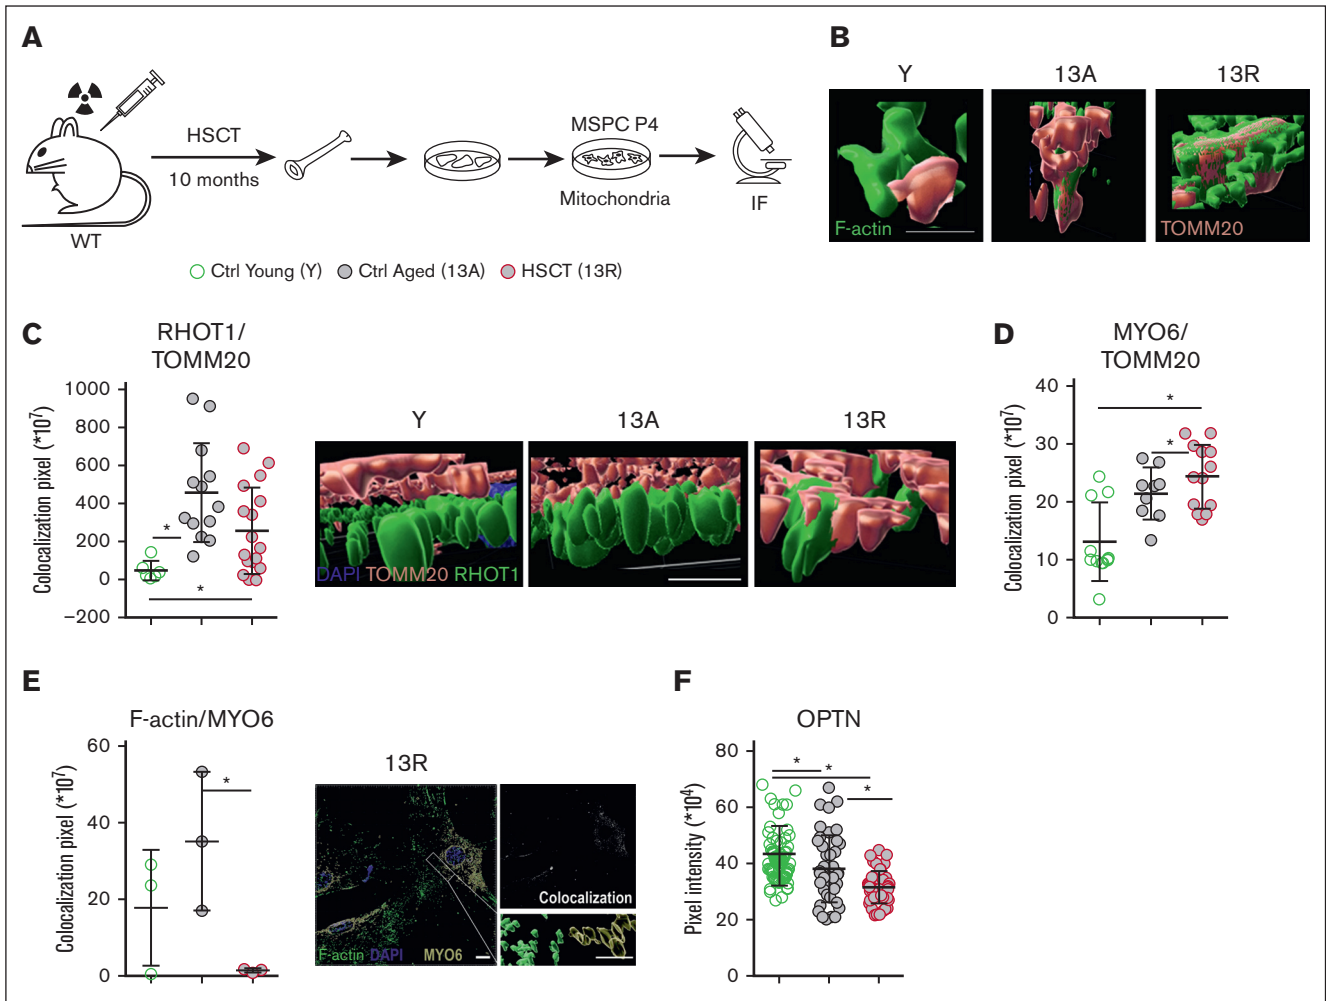 A
HSCT
10 months
WT
MSPC P4
Mitochondria
IF
B
Y
13A
13R
F-actin
TOMM20
Ctrl Young (Y)
Ctrl Aged (13A)
HSCT (13R)
C
RHOT1/
TOMM20
Colocalization pixel (*10⁷)
1000
800
600
400
200
0
−200
*
*
Y
13A
13R
DAPI TOMM20 RHOT1
D
MYO6/
TOMM20
Colocalization pixel (*10⁷)
40
30
20
10
0
*
*
E
F-actin/MYO6
Colocalization pixel (*10⁷)
60
40
20
0
*
13R
F-actin DAPI MYO6
Colocalization
F
OPTN
Pixel intensity (*10⁴)
80
60
40
20
0
*
*
*